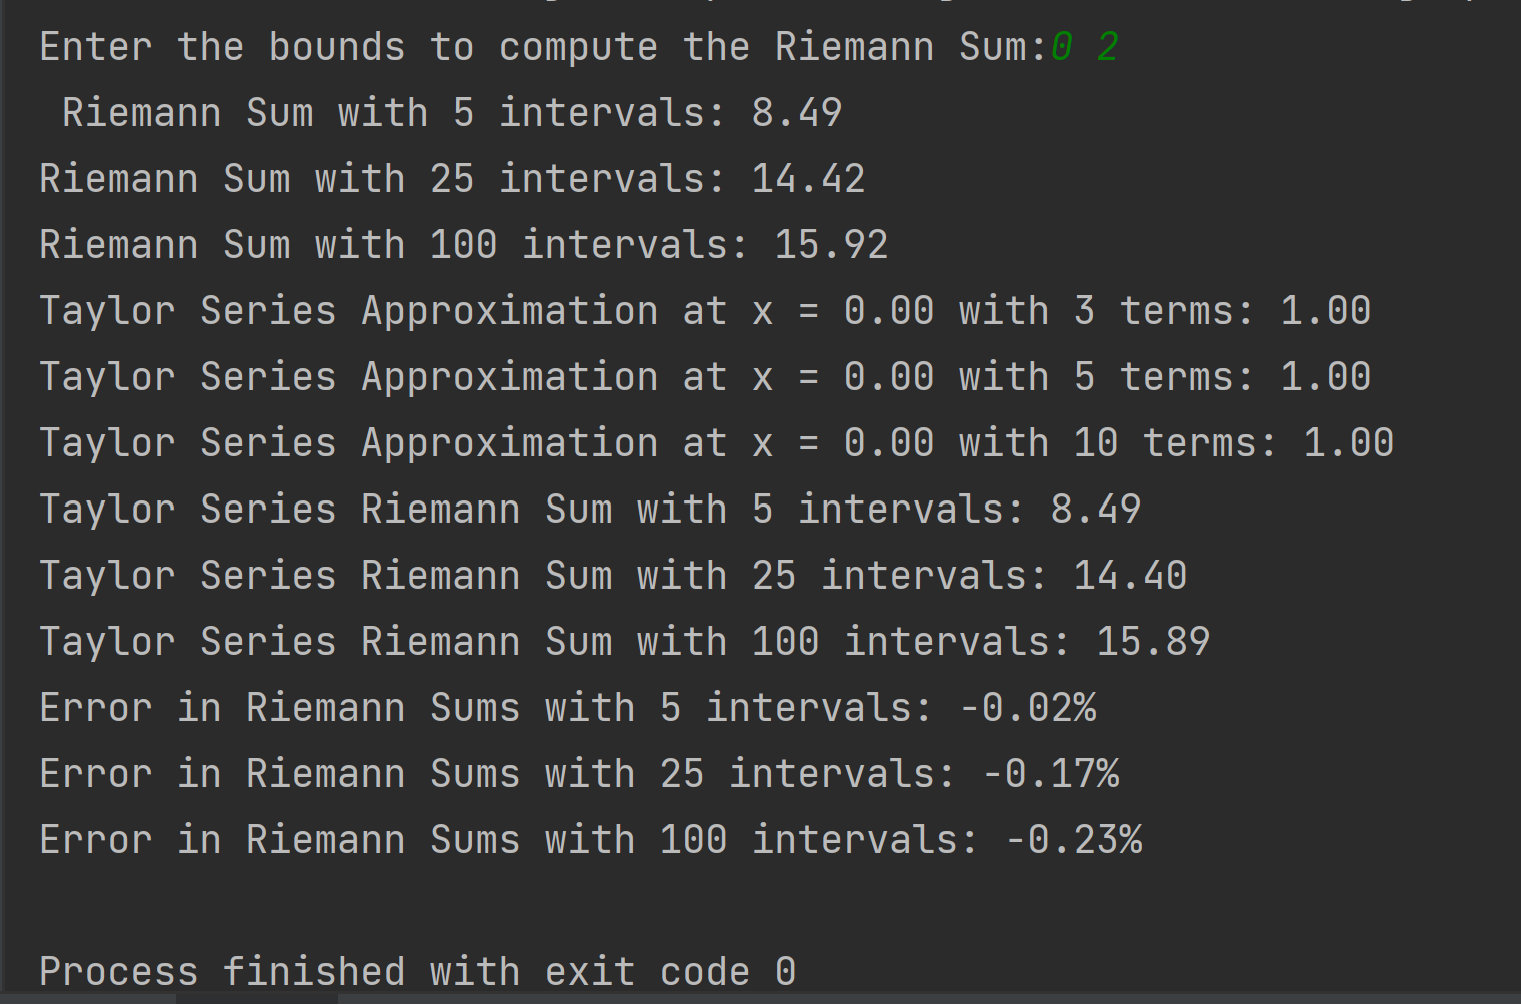 Enter the bounds to compute the Riemann Sum:0 2
Riemann Sum with 5 intervals: 8.49
Riemann Sum with 25 intervals: 14.42
Riemann Sum with 100 intervals: 15.92
Taylor Series Approximation at x = 0.00 with 3 terms: 1.00
Taylor Series Approximation at x = 0.00 with 5 terms: 1.00
Taylor Series Approximation at x = 0.00 with 10 terms: 1.00
Taylor Series Riemann Sum with 5 intervals: 8.49
Taylor Series Riemann Sum with 25 intervals: 14.40
Taylor Series Riemann Sum with 100 intervals: 15.89
Error in Riemann Sums with 5 intervals: -0.02%
Error in Riemann Sums with 25 intervals: -0.17%
Error in Riemann Sums with 100 intervals: -0.23%
Process finished with exit code 0